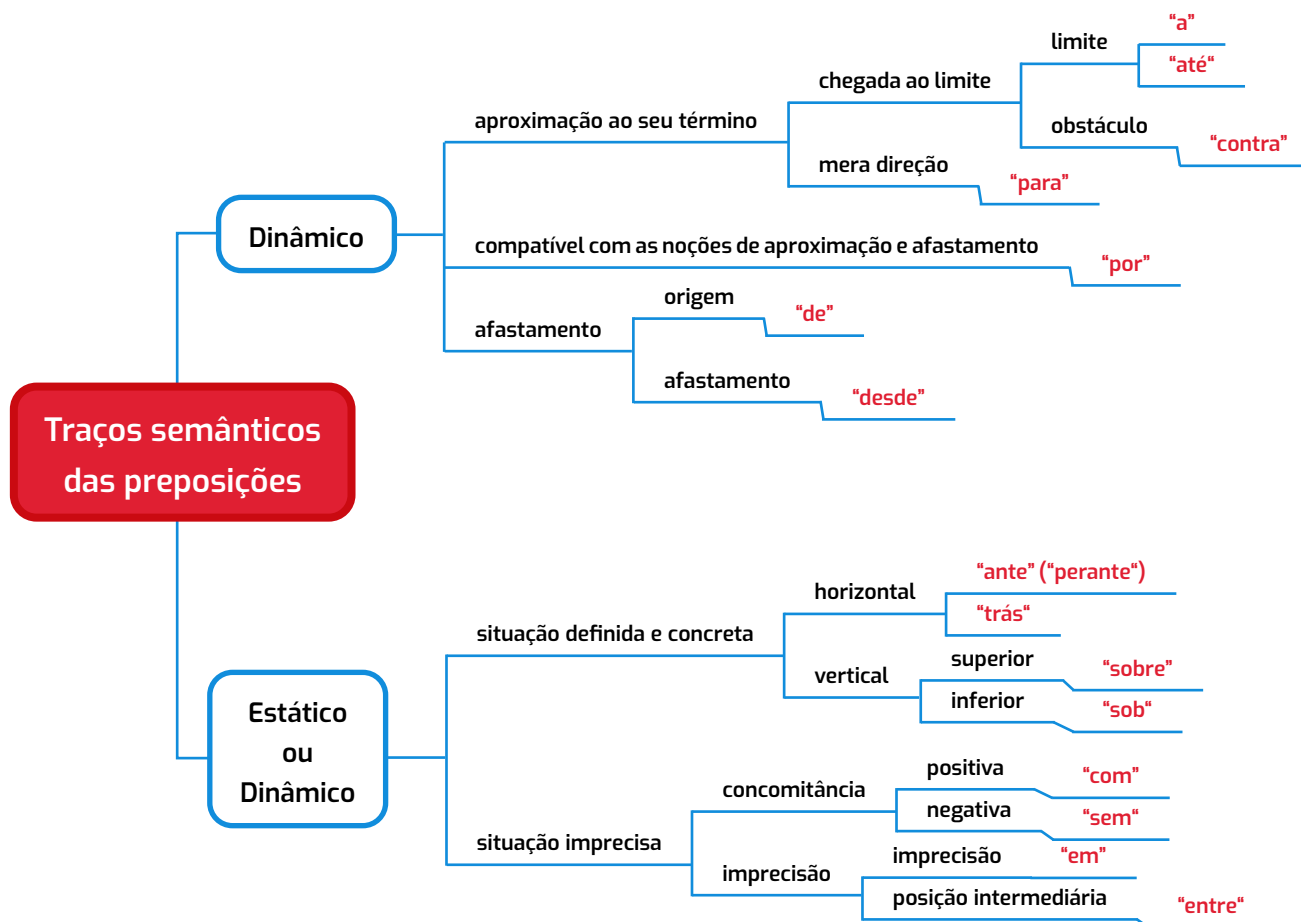 Traços semânticos
das preposições
Dinâmico
aproximação ao seu término
chegada ao limite
limite
“a”
“até“
obstáculo
“contra”
mera direção
“para”
compatível com as noções de aproximação e afastamento
“por”
afastamento
origem
“de”
afastamento
“desde”
Estático
ou
Dinâmico
situação definida e concreta
horizontal
“ante” (“perante“)
“trás“
vertical
superior
“sobre”
inferior
“sob“
situação imprecisa
concomitância
positiva
“com”
negativa
“sem“
imprecisão
imprecisão
“em”
posição intermediária
“entre“